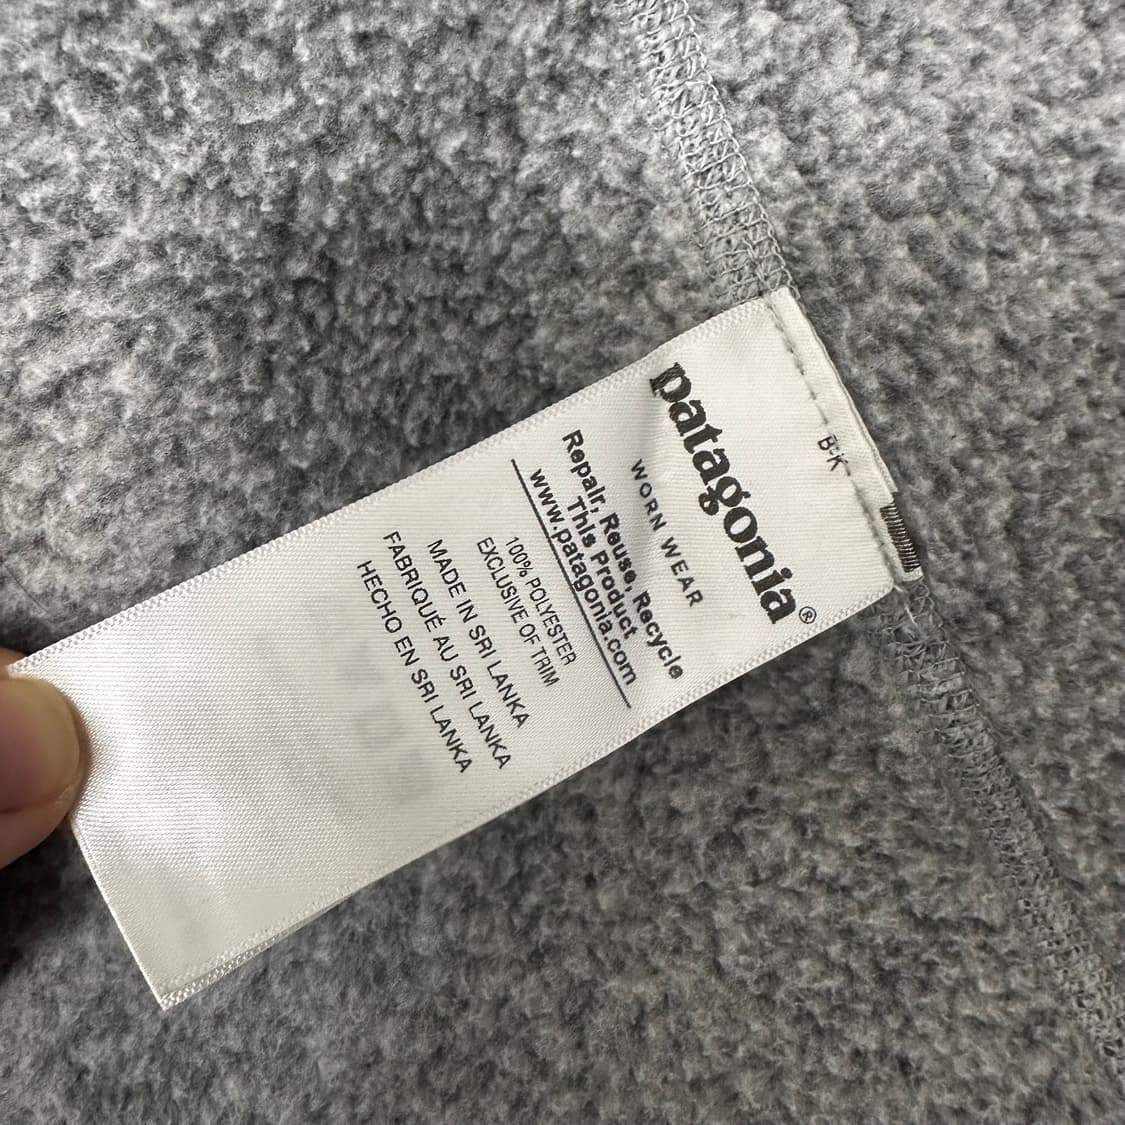 B-K
patagonia®
WORN WEAR
Repair, Reuse, Recycle
This Product
www.patagonia.com
100% POLYESTER
EXCLUSIVE OF TRIM
MADE IN SRI LANKA
FABRIQUÉ AU SRI LANKA
HECHO EN SRI LANKA